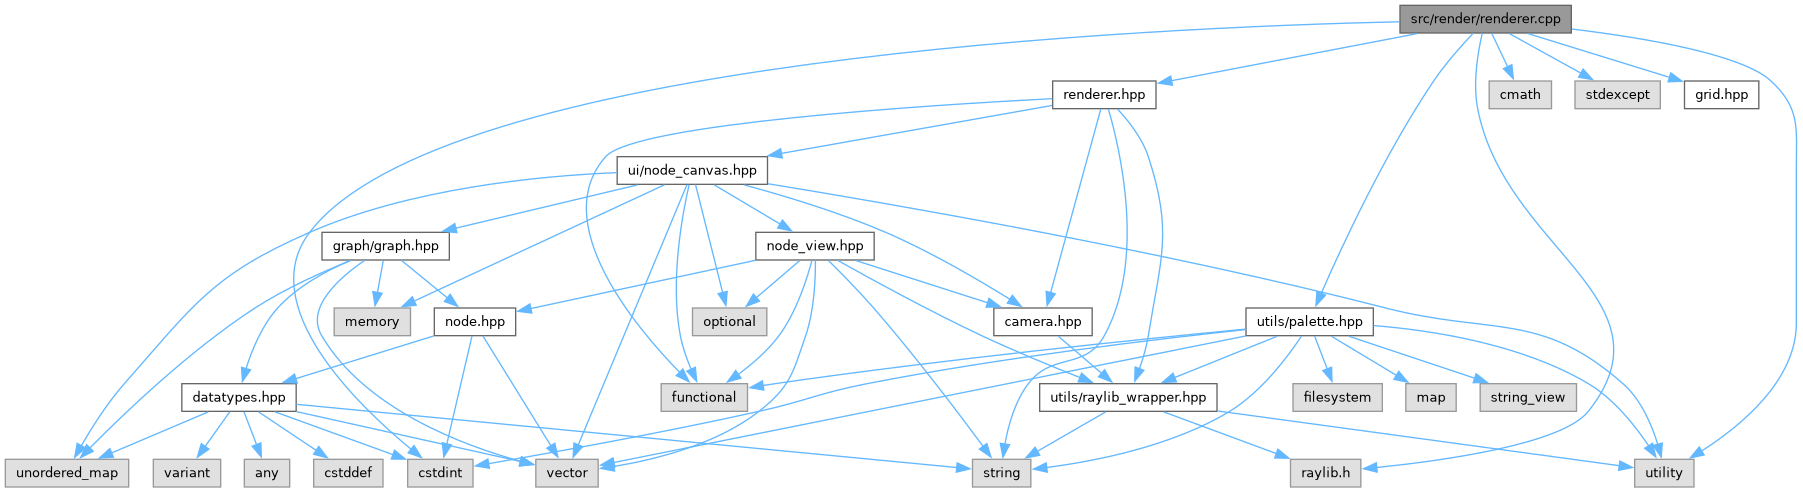 src/render/renderer.cpp
renderer.hpp
cmath
stdexcept
grid.hpp
ui/node_canvas.hpp
graph/graph.hpp
node_view.hpp
memory
node.hpp
optional
camera.hpp
utils/palette.hpp
datatypes.hpp
functional
utils/raylib_wrapper.hpp
filesystem
map
string_view
unordered_map
variant
any
cstddef
cstdint
vector
string
raylib.h
utility